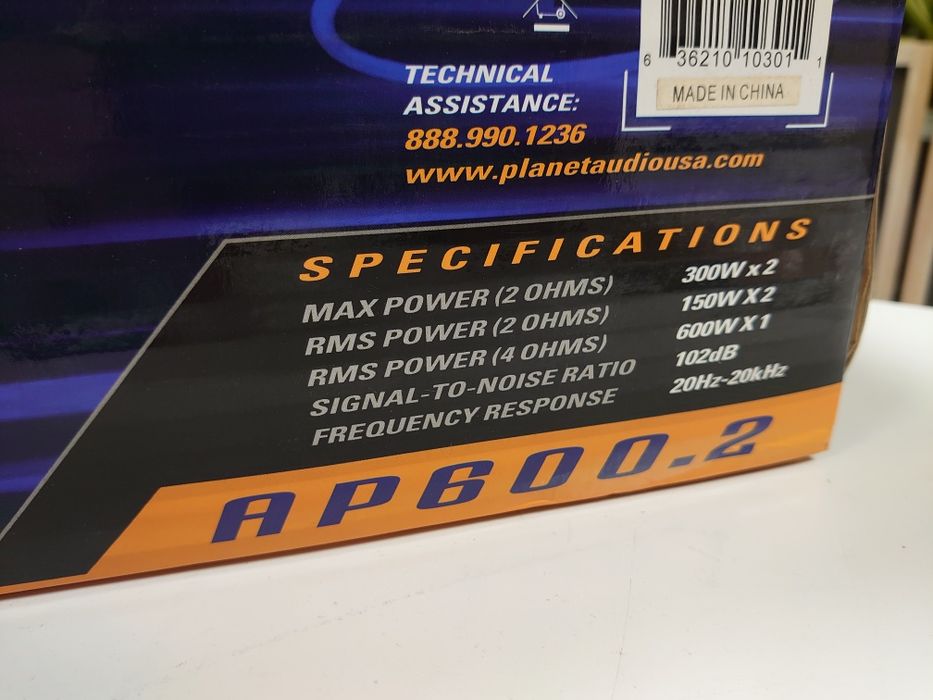 6 36210 10301 1
MADE IN CHINA
TECHNICAL
ASSISTANCE:
888.990.1236
www.planetaudiousa.com
SPECIFICATIONS
MAX POWER (2 OHMS) 300W x 2
RMS POWER (2 OHMS) 150W X 2
RMS POWER (4 OHMS) 600W X 1
SIGNAL-TO-NOISE RATIO 102dB
FREQUENCY RESPONSE 20Hz-20kHz
AP600.2